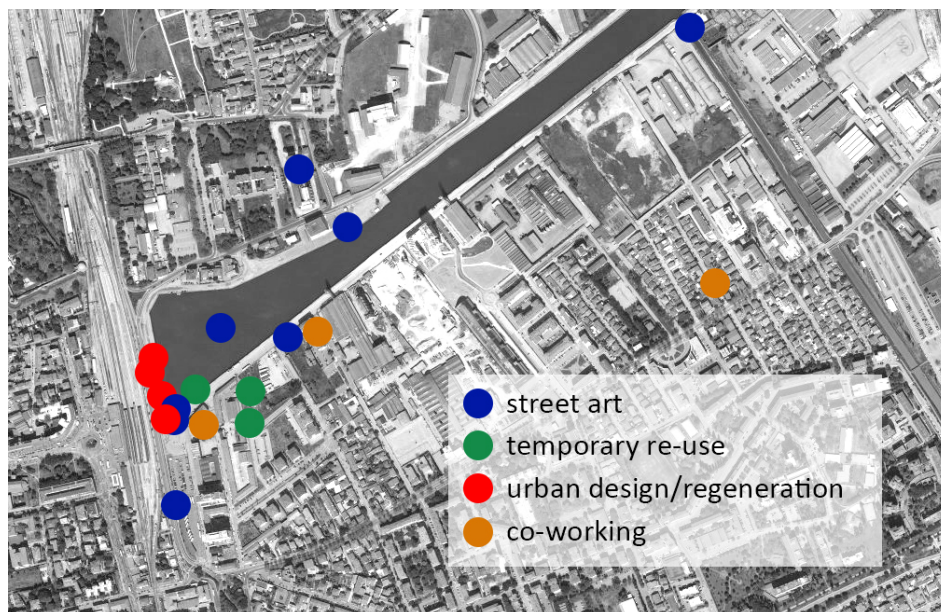 street art
temporary re-use
urban design/regeneration
co-working